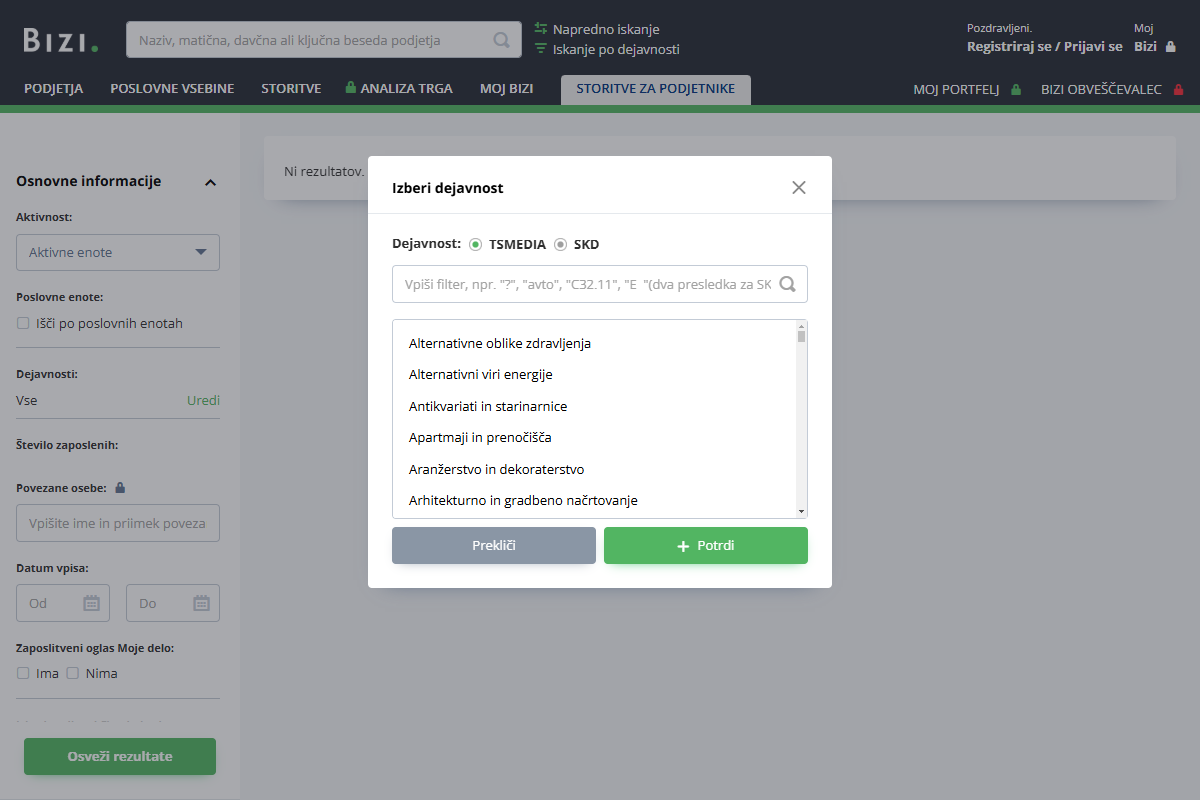 Bizi.
Naziv, matična, davčna ali ključna beseda podjetja
Napredno iskanje
Iskanje po dejavnosti
Pozdravljeni.
Registriraj se / Prijavi se
Moj
Bizi
PODJETJA POSLOVNE VSEBINE STORITVE ANALIZA TRGA MOJ BIZI STORITVE ZA PODJETNIKE MOJ PORTFELJ BIZI OBVEŠČEVALEC
Osnovne informacije
Aktivnost:
Aktivne enote
Poslovne enote:
Išči po poslovnih enotah
Dejavnosti:
Vse Uredi
Število zaposlenih:
Povezane osebe:
Vpišite ime in priimek poveza
Datum vpisa:
Od Do
Zaposlitveni oglas Moje delo:
Ima Nima
Osveži rezultate
Ni rezultatov.
Izberi dejavnost
Dejavnost: TSMEDIA SKD
Vpiši filter, npr. "?", "avto", "C32.11", "E  "(dva presledka za SK
Alternativne oblike zdravljenja
Alternativni viri energije
Antikvariati in starinarnice
Apartmaji in prenočišča
Aranžerstvo in dekoraterstvo
Arhitekturno in gradbeno načrtovanje
Prekliči
Potrdi